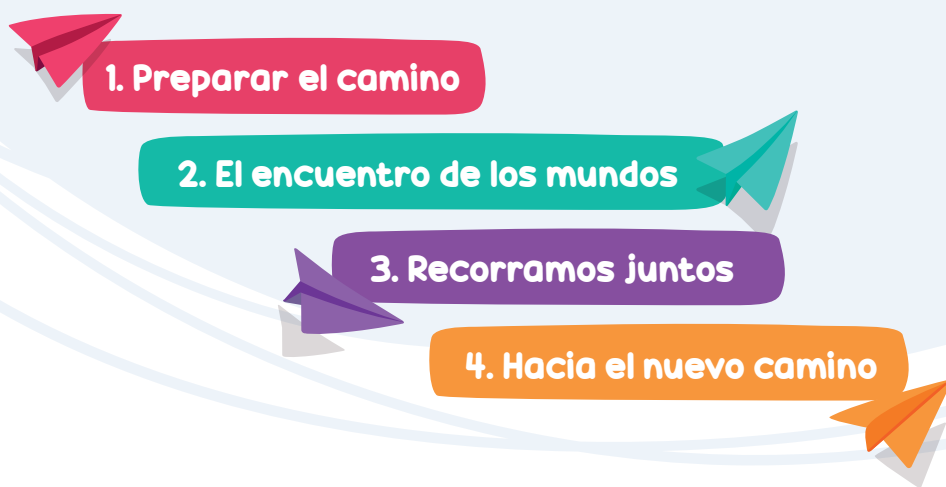 1. Preparar el camino
2. El encuentro de los mundos
3. Recorramos juntos
4. Hacia el nuevo camino